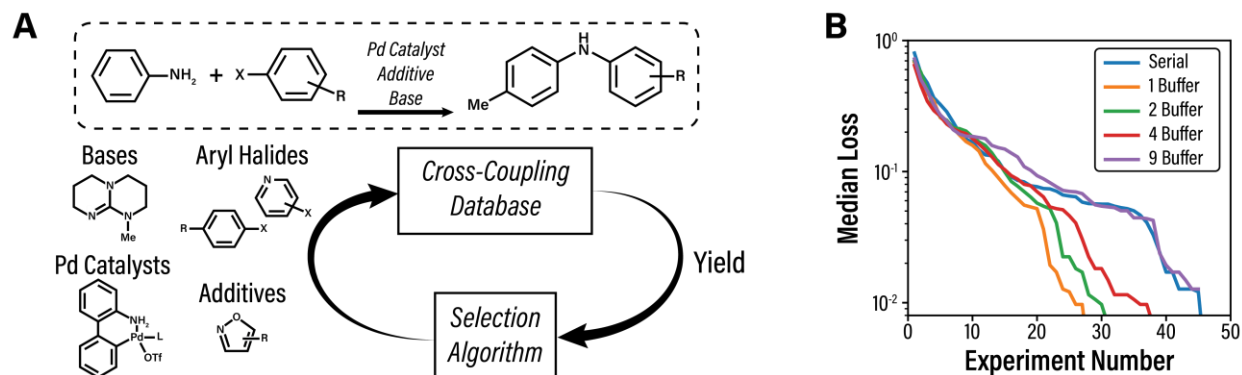 A
NH₂
+
X
R
Pd Catalyst
Additive
Base
H
N
Me
R
Bases
N
N
N
Me
Aryl Halides
N
X
R
X
Pd Catalysts
NH₂
Pd
L
OTf
Additives
O
N
R
Cross-Coupling
Database
Yield
Selection
Algorithm
B
Median Loss
10⁰
10⁻¹
10⁻²
Serial
1 Buffer
2 Buffer
4 Buffer
9 Buffer
0
10
20
30
40
50
Experiment Number